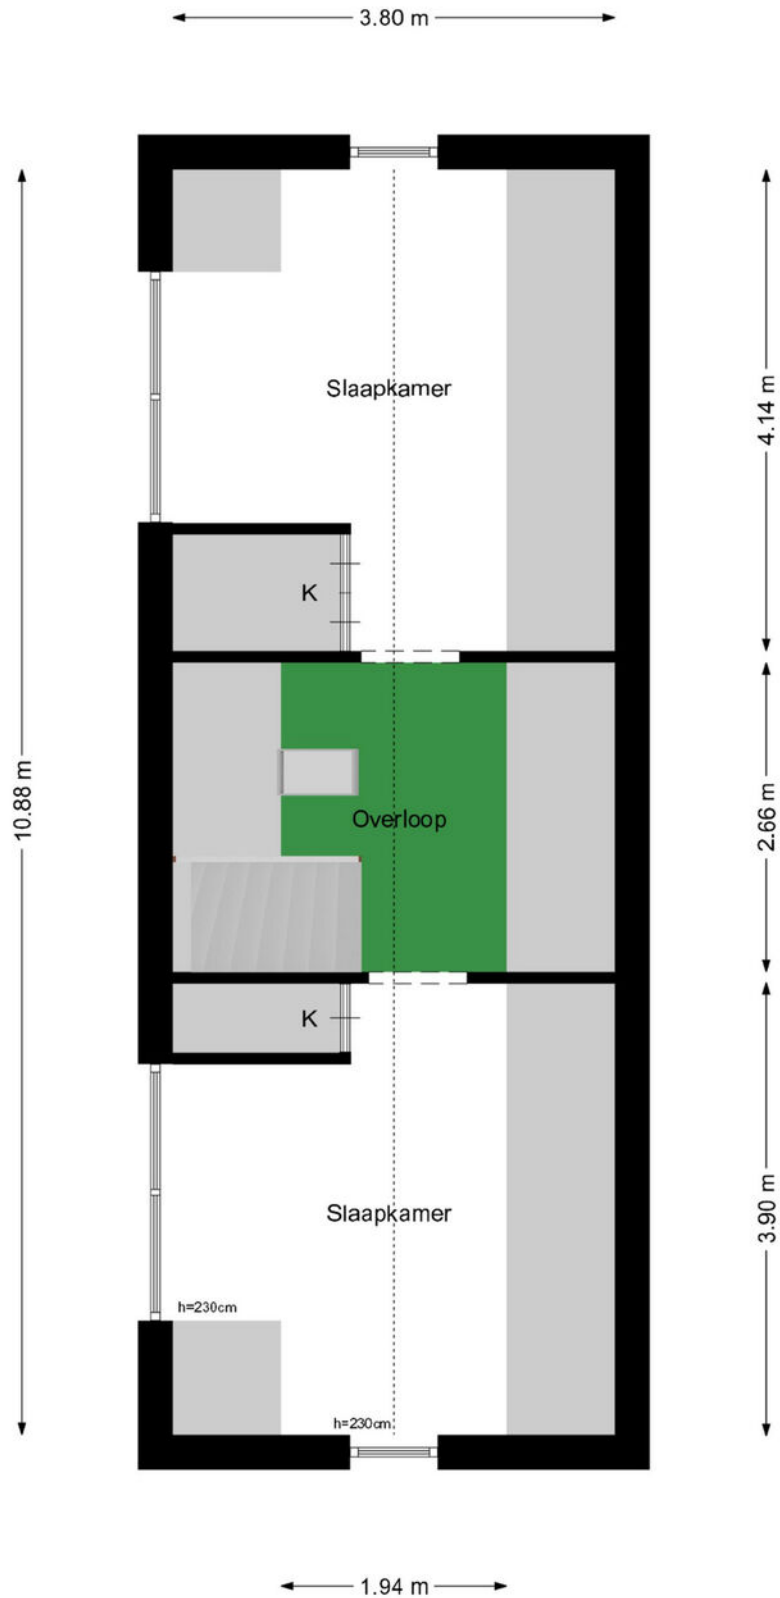 3.80 m
Slaapkamer
4.14 m
K
10.88 m
Overloop
2.66 m
K
Slaapkamer
3.90 m
h=230cm
h=230cm
1.94 m